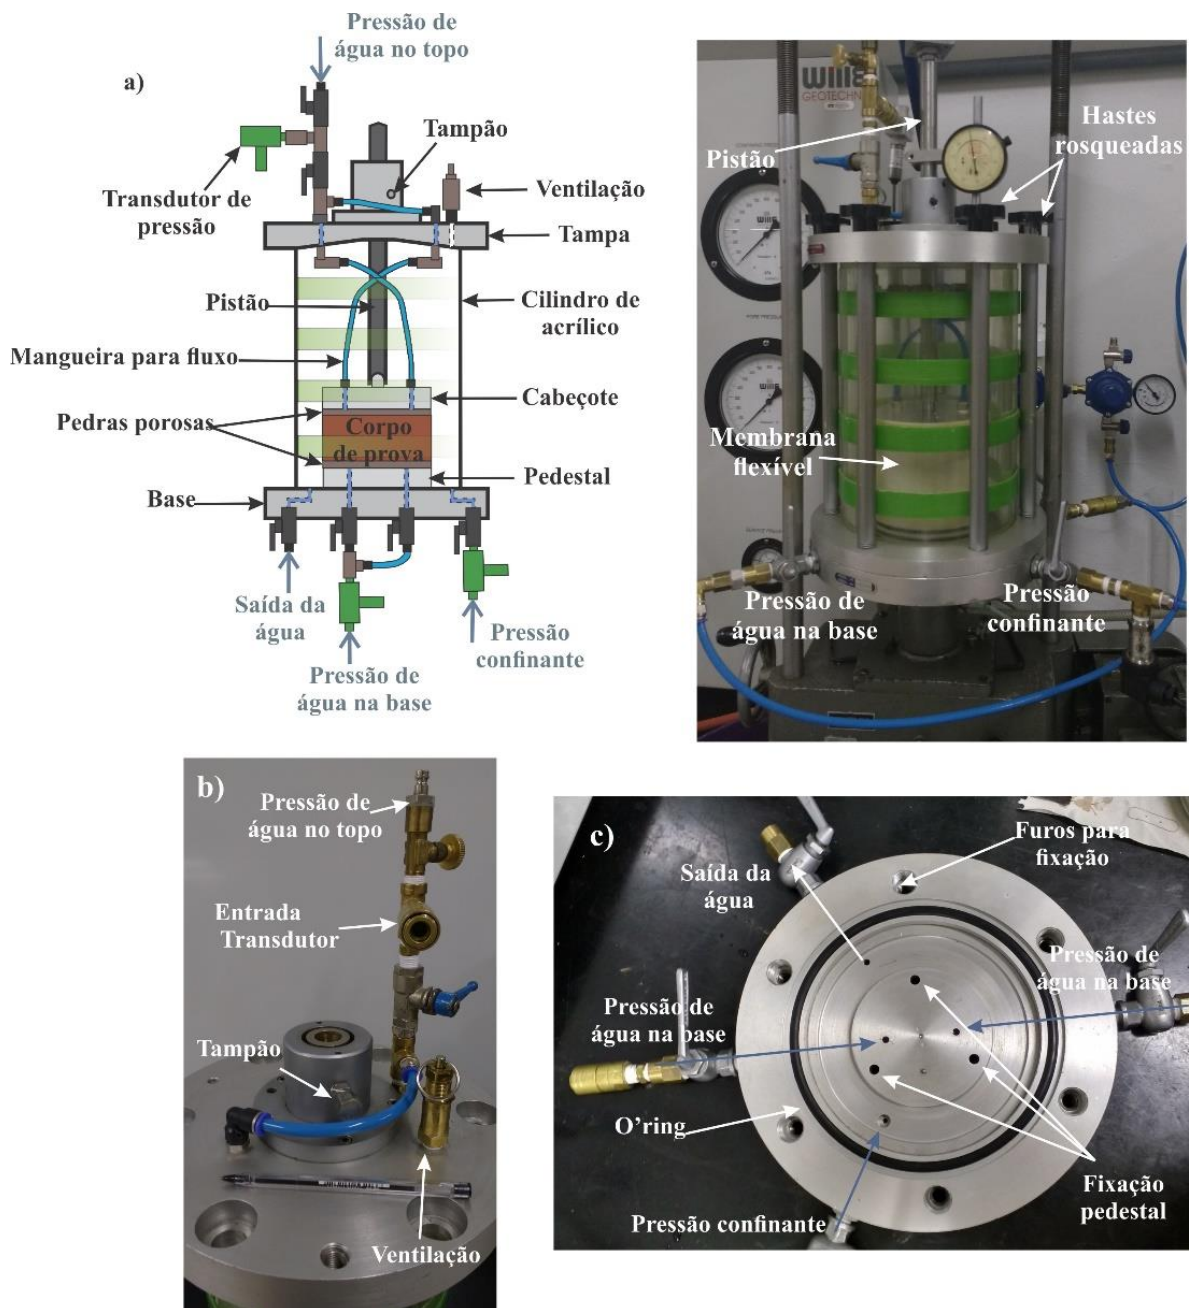 Pressão de
água no topo
a)
Tampão
Transdutor de
pressão
Ventilação
Tampa
Pistão
Cilindro de
acrílico
Mangueira para fluxo
Cabeçote
Pedras porosas
Corpo
de prova
Pedestal
Base
Saída da
água
Pressão de
água na base
Pressão
confinante
WILLE
GEOTECHNIK
Pistão
Hastes
rosqueadas
Membrana
flexível
Pressão de
água na base
Pressão
confinante
b)
Pressão de
água no topo
Entrada
Transdutor
Tampão
Ventilação
c)
Furos para
fixação
Saída da
água
Pressão de
água na base
Pressão de
água na base
O'ring
Fixação
pedestal
Pressão confinante